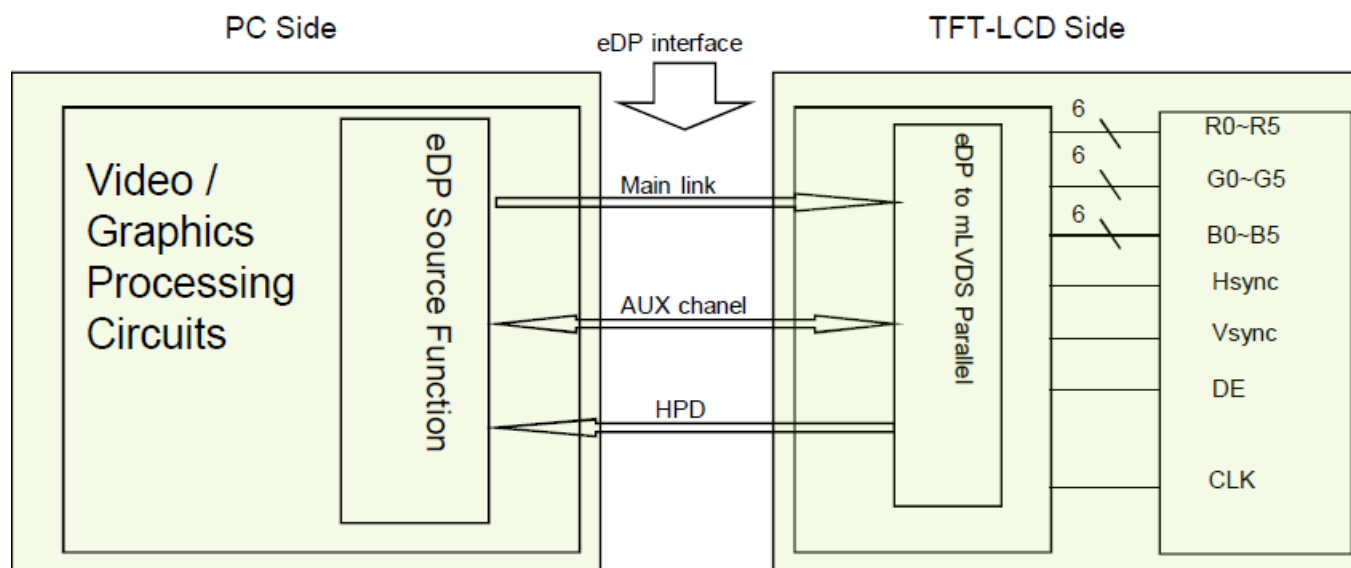 PC Side
eDP interface
TFT-LCD Side
Video /
Graphics
Processing
Circuits
eDP Source Function
Main link
AUX chanel
HPD
eDP to mLVDS Parallel
6
R0~R5
6
G0~G5
6
B0~B5
Hsync
Vsync
DE
CLK